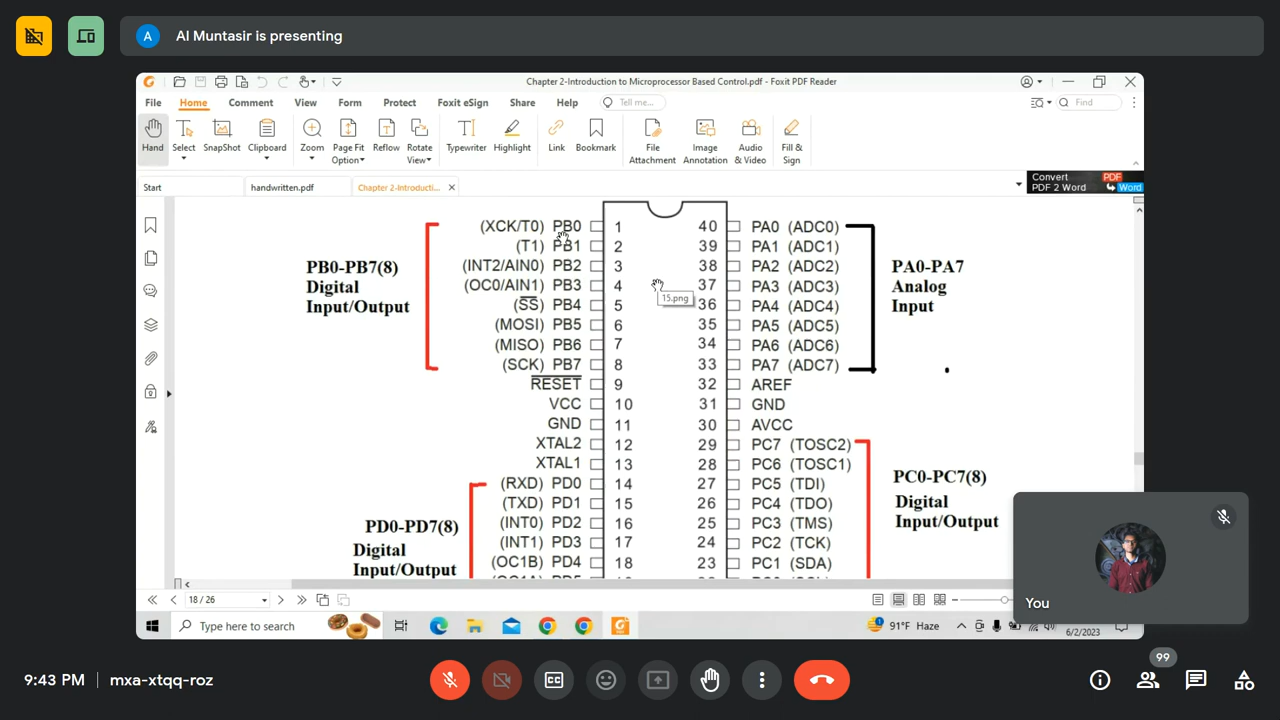 A Al Muntasir is presenting
Chapter 2-Introduction to Microprocessor Based Control.pdf - Foxit PDF Reader
File Home Comment View Form Protect Foxit eSign Share Help Tell me... Find
Hand Select SnapShot Clipboard Zoom Page Fit Option Reflow Rotate View Typewriter Highlight Link Bookmark File Attachment Image Annotation Audio & Video Fill & Sign
Start handwritten.pdf Chapter 2-Introducti...
Convert PDF
PDF 2 Word Word
(XCK/T0) PB0 1 40 PA0 (ADC0)
(T1) PB1 2 39 PA1 (ADC1)
(INT2/AIN0) PB2 3 38 PA2 (ADC2)
(OC0/AIN1) PB3 4 37 PA3 (ADC3)
(SS) PB4 5 36 PA4 (ADC4)
(MOSI) PB5 6 35 PA5 (ADC5)
(MISO) PB6 7 34 PA6 (ADC6)
(SCK) PB7 8 33 PA7 (ADC7)
RESET 9 32 AREF
VCC 10 31 GND
GND 11 30 AVCC
XTAL2 12 29 PC7 (TOSC2)
XTAL1 13 28 PC6 (TOSC1)
(RXD) PD0 14 27 PC5 (TDI)
(TXD) PD1 15 26 PC4 (TDO)
(INT0) PD2 16 25 PC3 (TMS)
(INT1) PD3 17 24 PC2 (TCK)
(OC1B) PD4 18 23 PC1 (SDA)
15.png
PB0-PB7(8)
Digital
Input/Output
PA0-PA7
Analog
Input
PD0-PD7(8)
Digital
Input/Output
PC0-PC7(8)
Digital
Input/Output
You
18 / 26
Type here to search
91°F Haze
6/2/2023
9:43 PM | mxa-xtqq-roz
99